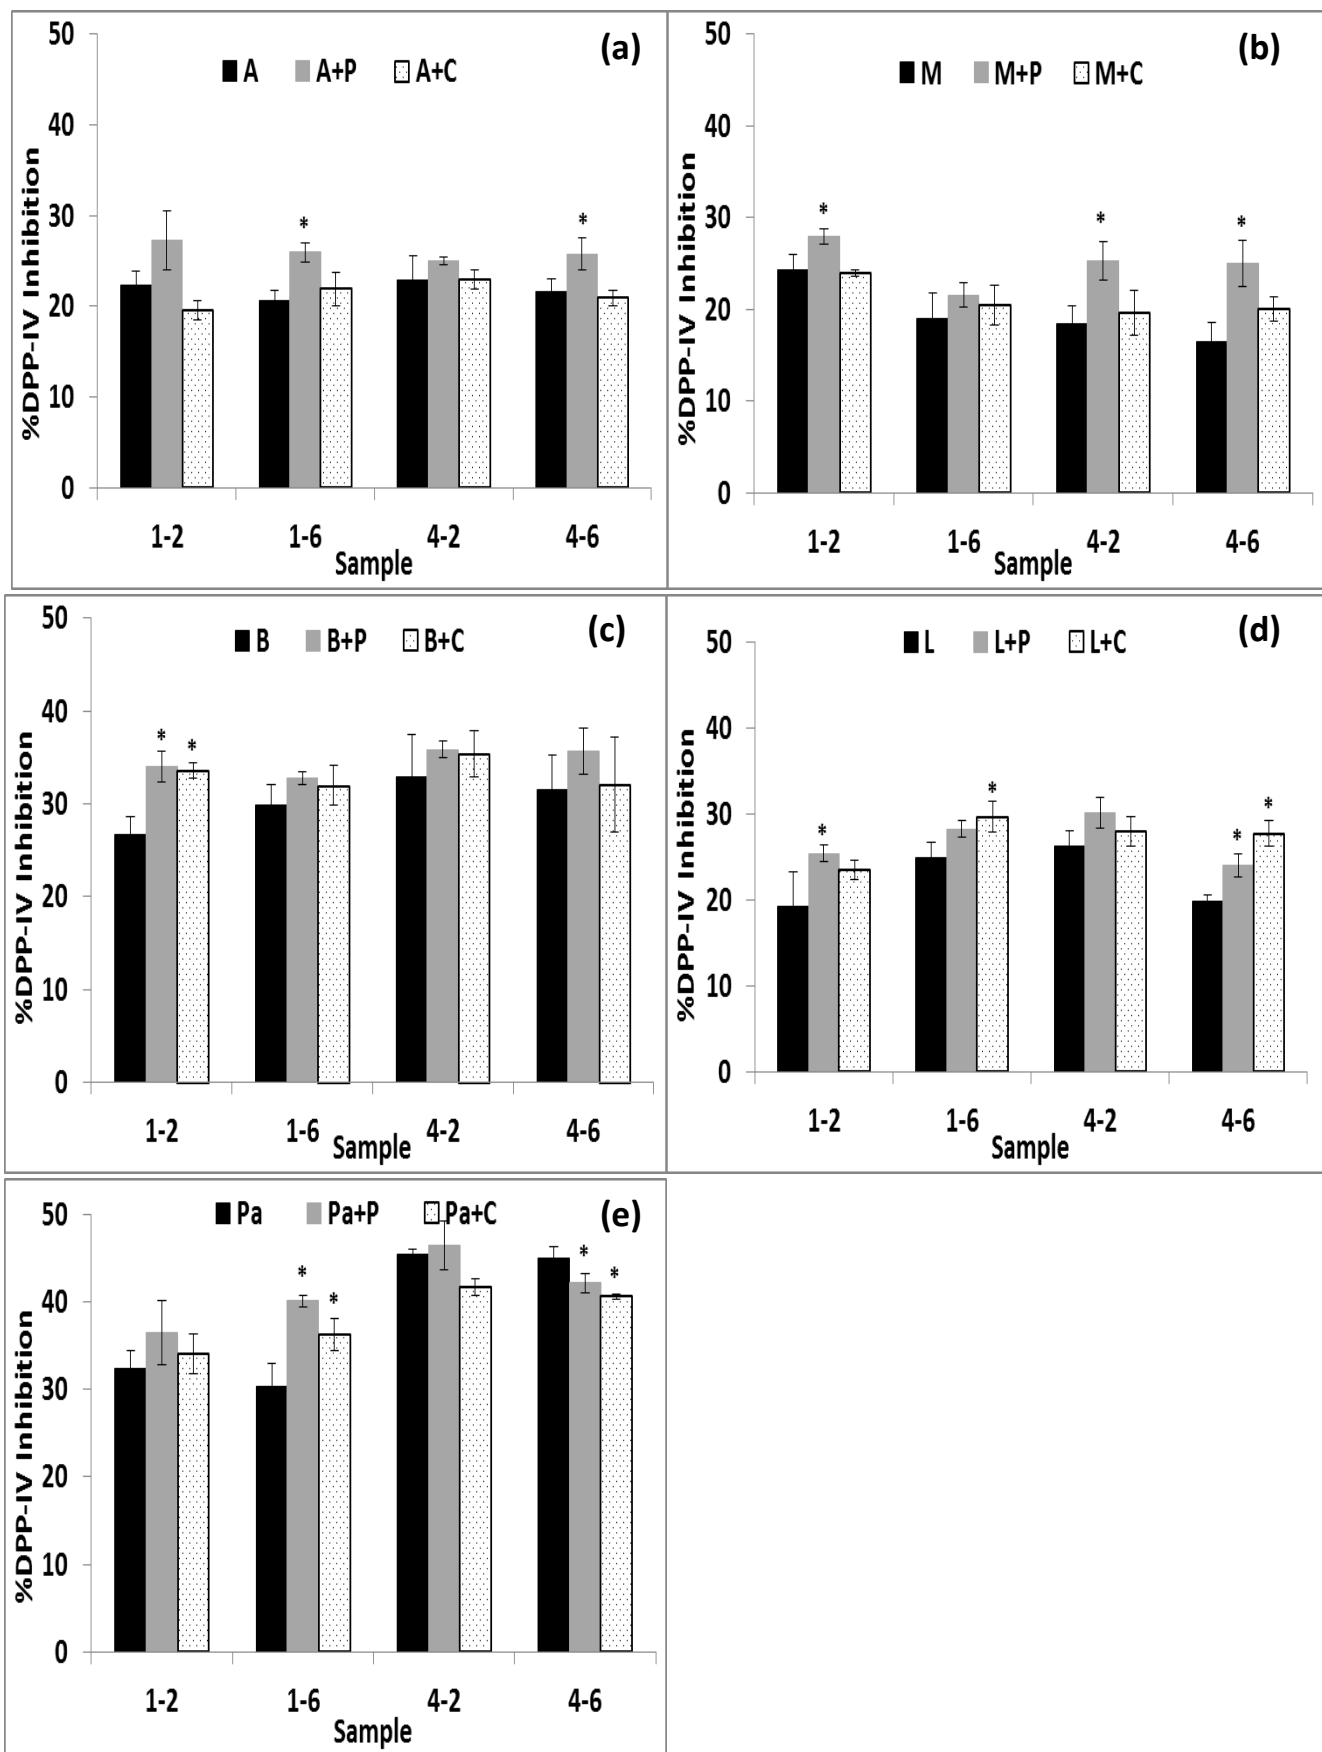 (a)
A A+P A+C
%DPP-IV Inhibition
50
40
30
20
10
0
* *
1-2 1-6 4-2 4-6
Sample
(b)
M M+P M+C
%DPP-IV Inhibition
50
40
30
20
10
0
* * *
1-2 1-6 4-2 4-6
Sample
(c)
B B+P B+C
%DPP-IV Inhibition
50
40
30
20
10
0
* *
1-2 1-6 4-2 4-6
Sample
(d)
L L+P L+C
%DPP-IV Inhibition
50
40
30
20
10
0
* * * *
1-2 1-6 4-2 4-6
Sample
(e)
Pa Pa+P Pa+C
%DPP-IV Inhibition
50
40
30
20
10
0
* * * *
1-2 1-6 4-2 4-6
Sample